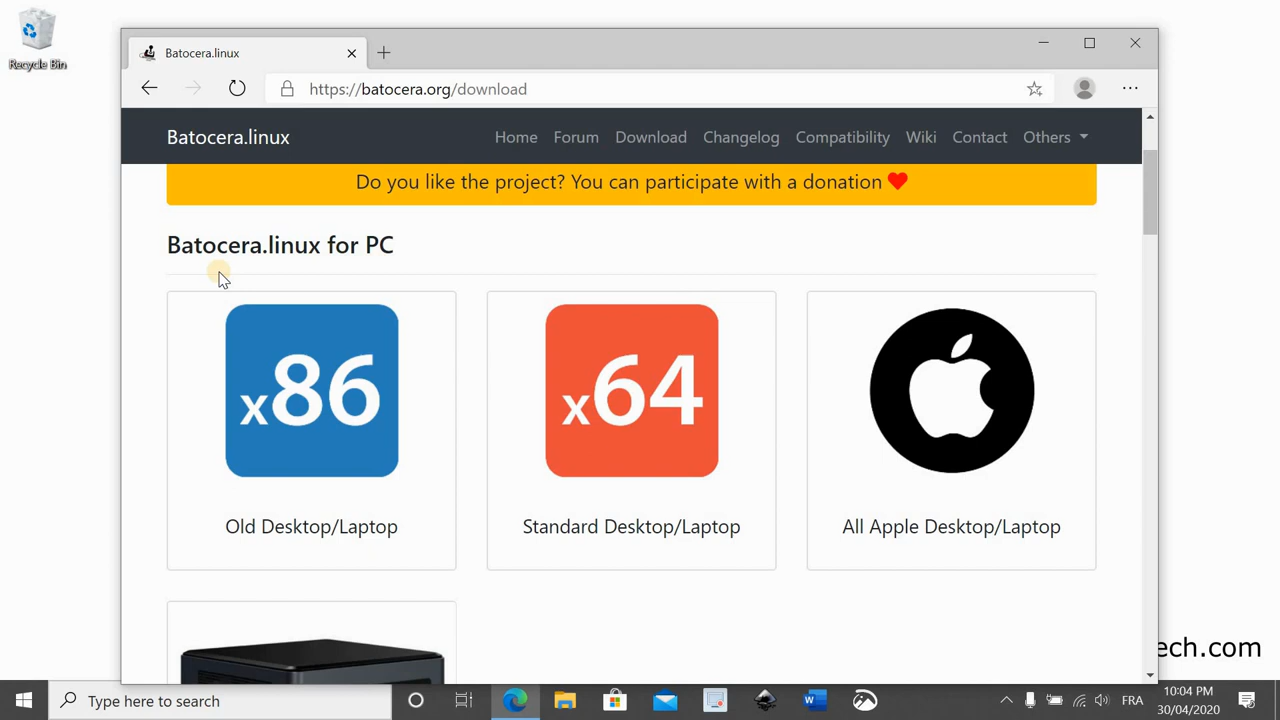 Recycle Bin
Batocera.linux
https://batocera.org/download
Batocera.linux Home Forum Download Changelog Compatibility Wiki Contact Others
Do you like the project? You can participate with a donation
Batocera.linux for PC
x86
x64
Old Desktop/Laptop
Standard Desktop/Laptop
All Apple Desktop/Laptop
ech.com
Type here to search
FRA
10:04 PM
30/04/2020